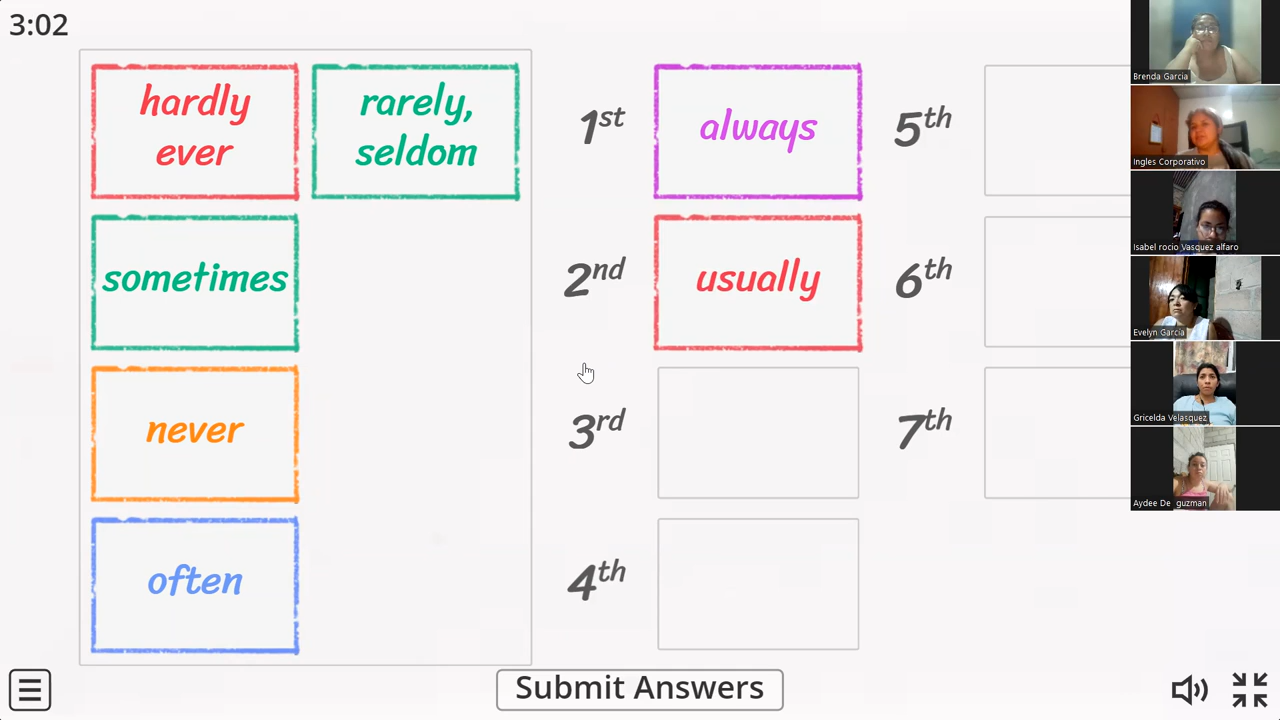 3:02
hardly
ever
rarely,
seldom
sometimes
never
often
1st
always
2nd
usually
3rd
4th
5th
6th
7th
Submit Answers
Brenda Garcia
Ingles Corporativo
Isabel rocio Vasquez alfaro
Evelyn García
Gricelda Velasquez
Aydee De guzman